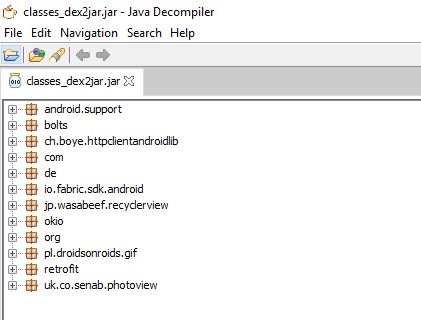 classes_dex2jar.jar - Java Decompiler
File Edit Navigation Search Help
classes_dex2jar.jar
android.support
bolts
ch.boye.httpclientandroidlib
com
de
io.fabric.sdk.android
jp.wasabeef.recyclerview
okio
org
pl.droidsonroids.gif
retrofit
uk.co.senab.photoview